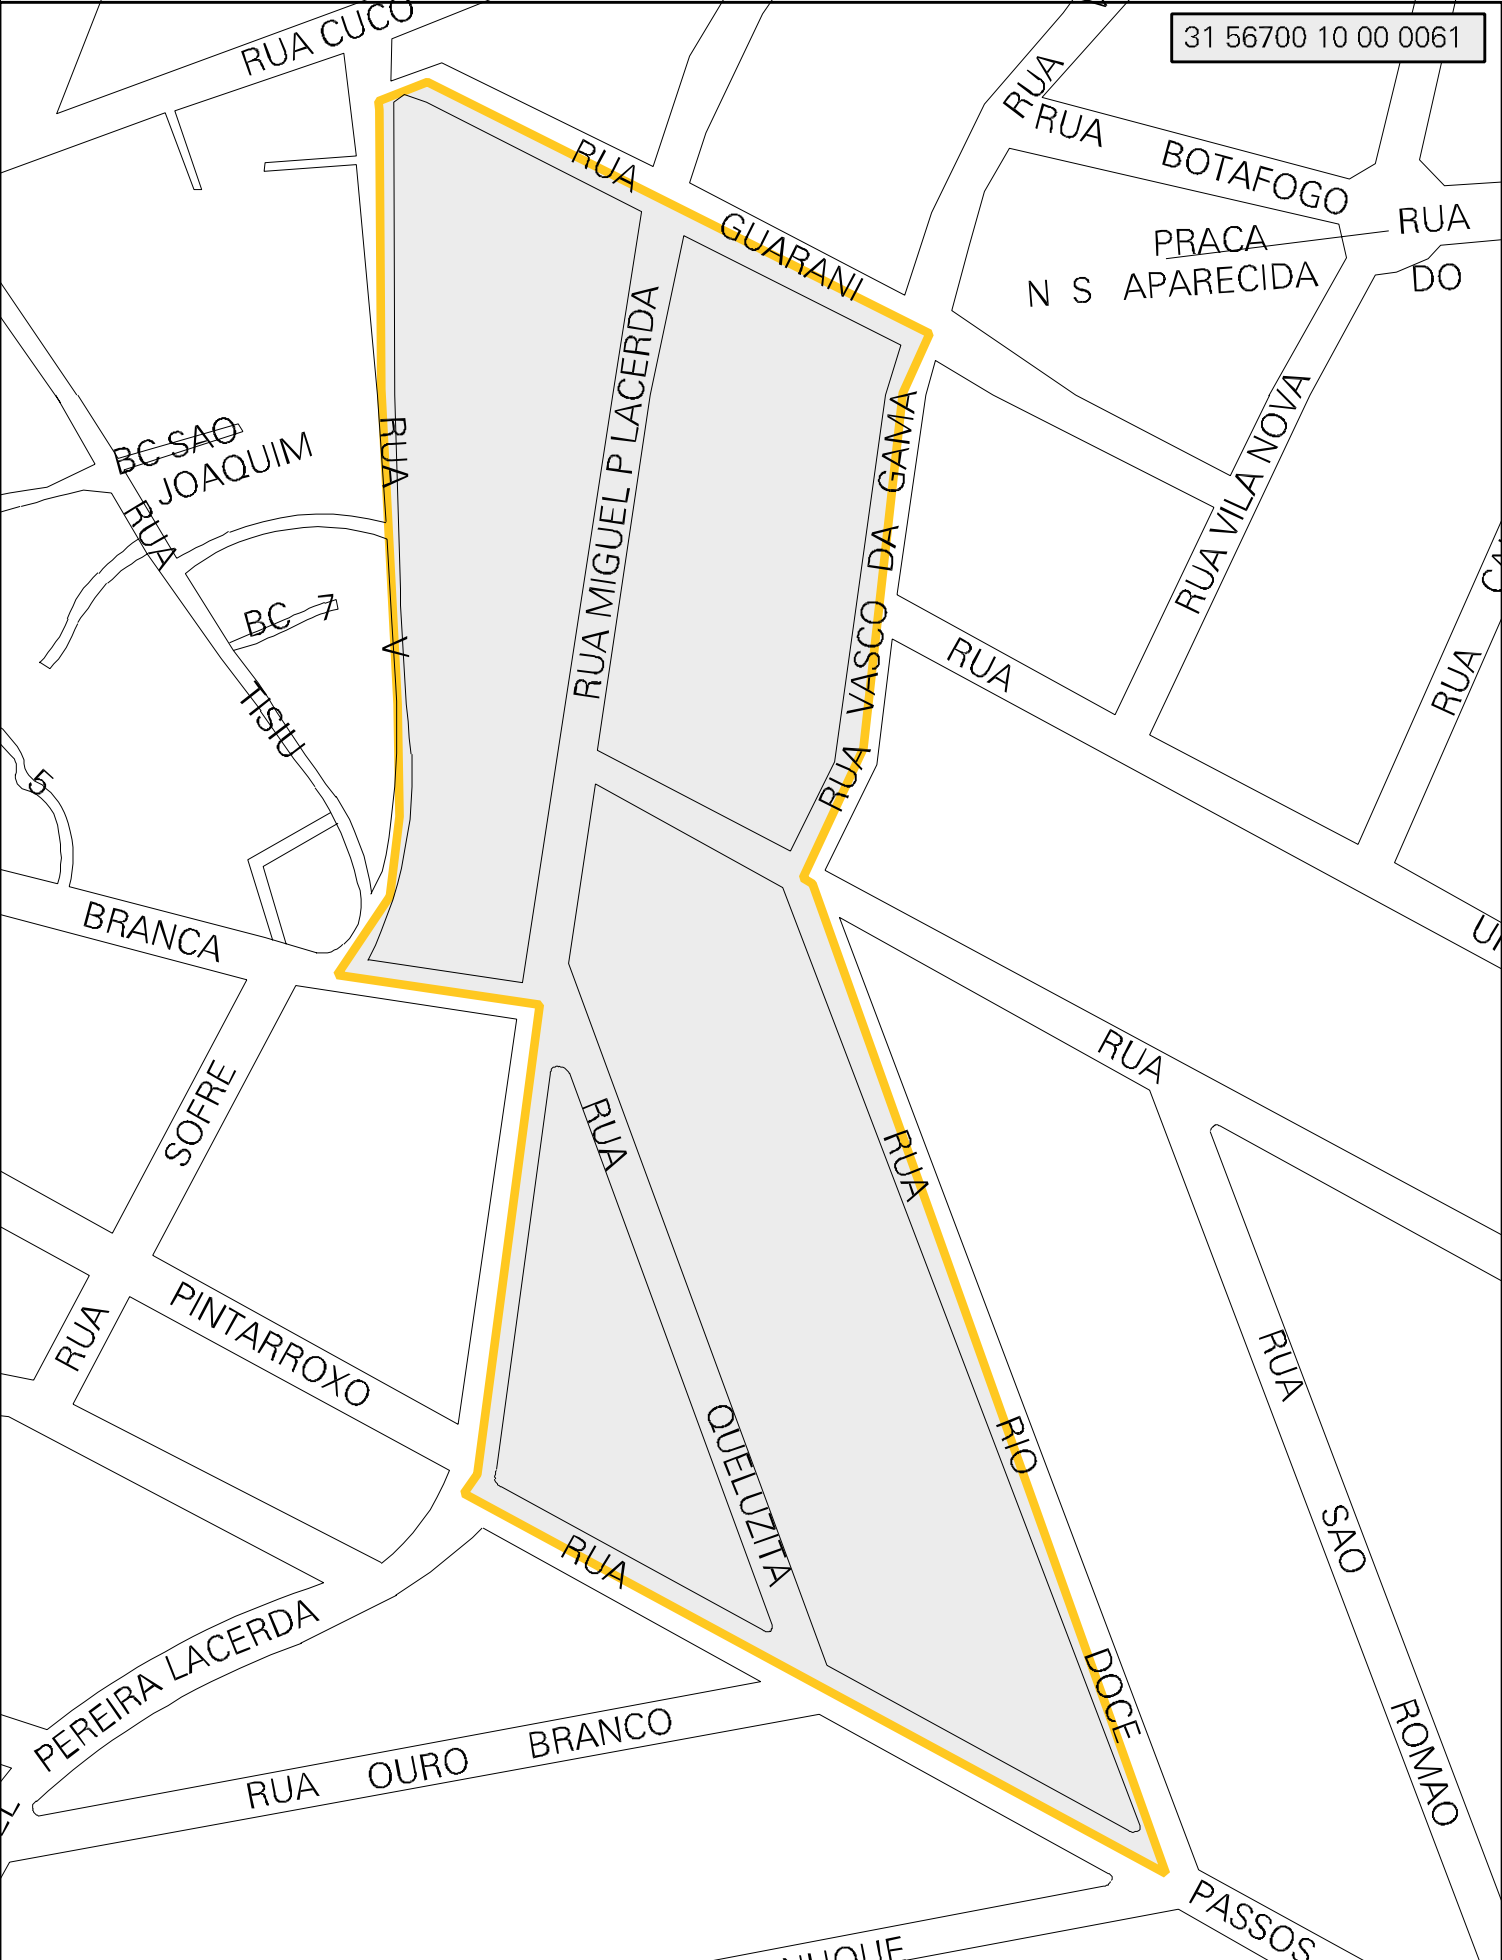 RUA CUCO
31 56700 10 00 0061
RUA
RUA BOTAFOGO
RUA GUARANI
PRACA
N S APARECIDA
RUA
DO
RUA MIGUEL P LACERDA
RUA VASCO DA GAMA
RUA VILA NOVA
BC SAO
JOAQUIM
RUA V
RUA TISIU
BC 7
RUA
RUA
5
BRANCA
RUA
SOFRE
RUA
RUA QUELUZITA
RUA RIO DOCE
PINTARROXO
RUA
RUA SAO ROMAO
RUA PASSOS
PEREIRA LACERDA
RUA OURO BRANCO